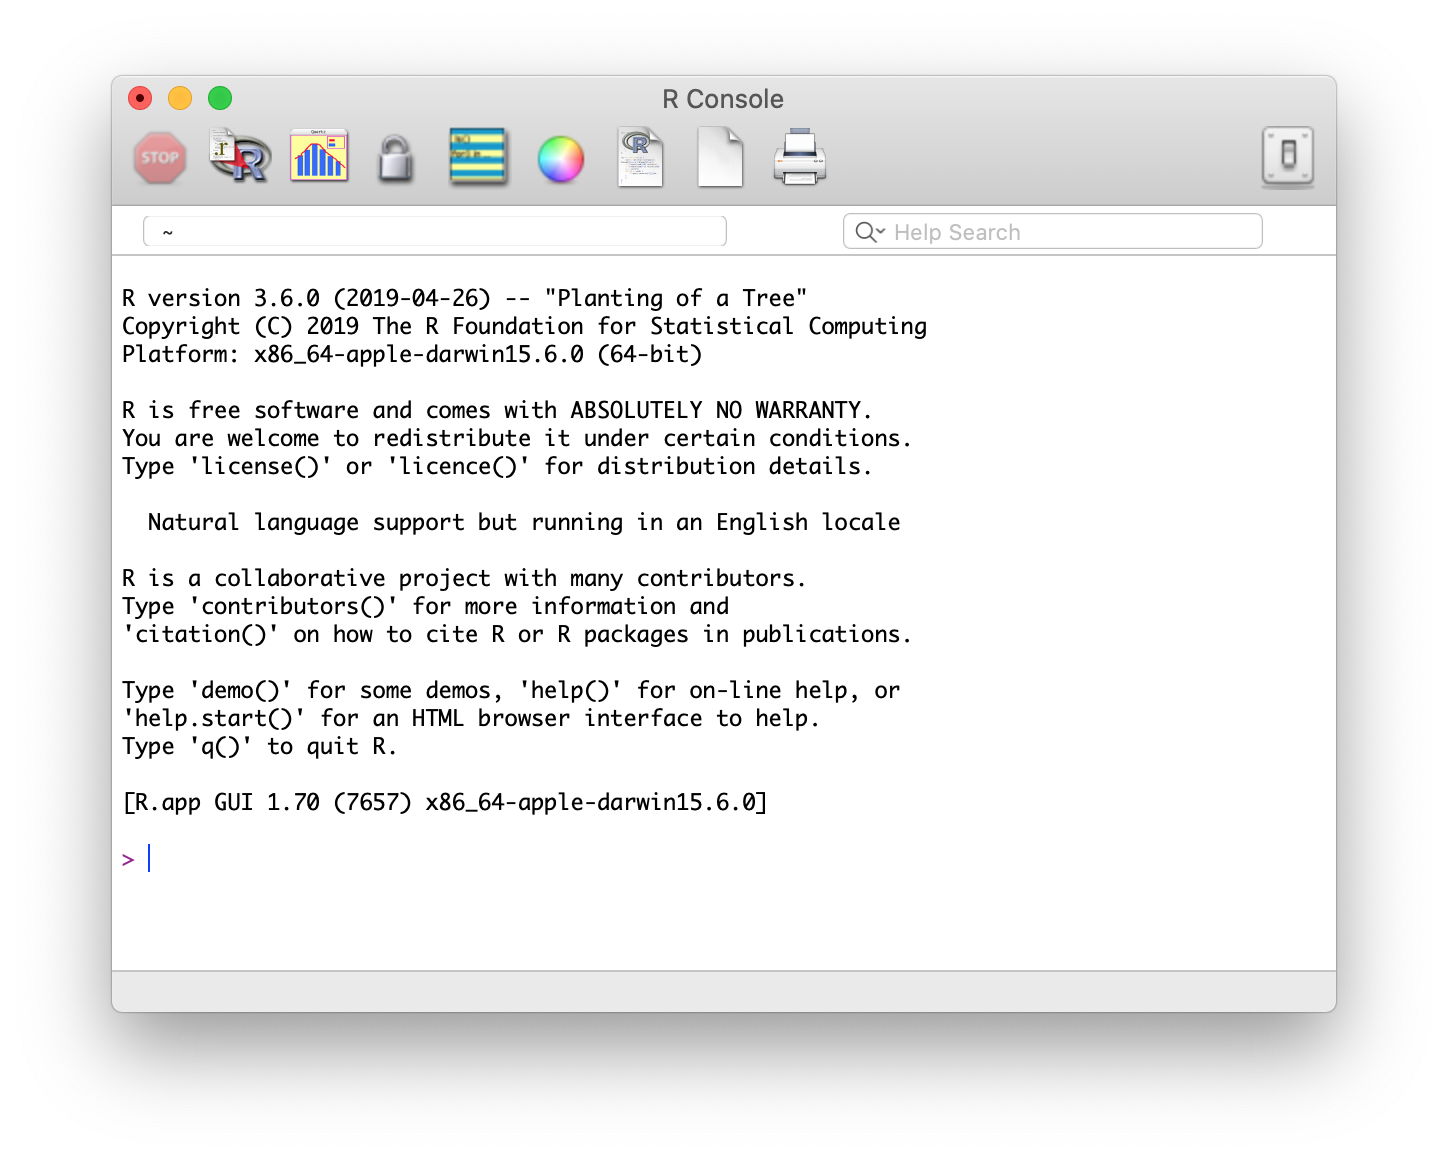 R Console
STOP
~
Help Search
R version 3.6.0 (2019-04-26) -- "Planting of a Tree"
Copyright (C) 2019 The R Foundation for Statistical Computing
Platform: x86_64-apple-darwin15.6.0 (64-bit)
R is free software and comes with ABSOLUTELY NO WARRANTY.
You are welcome to redistribute it under certain conditions.
Type 'license()' or 'licence()' for distribution details.
Natural language support but running in an English locale
R is a collaborative project with many contributors.
Type 'contributors()' for more information and
'citation()' on how to cite R or R packages in publications.
Type 'demo()' for some demos, 'help()' for on-line help, or
'help.start()' for an HTML browser interface to help.
Type 'q()' to quit R.
[R.app GUI 1.70 (7657) x86_64-apple-darwin15.6.0]
>